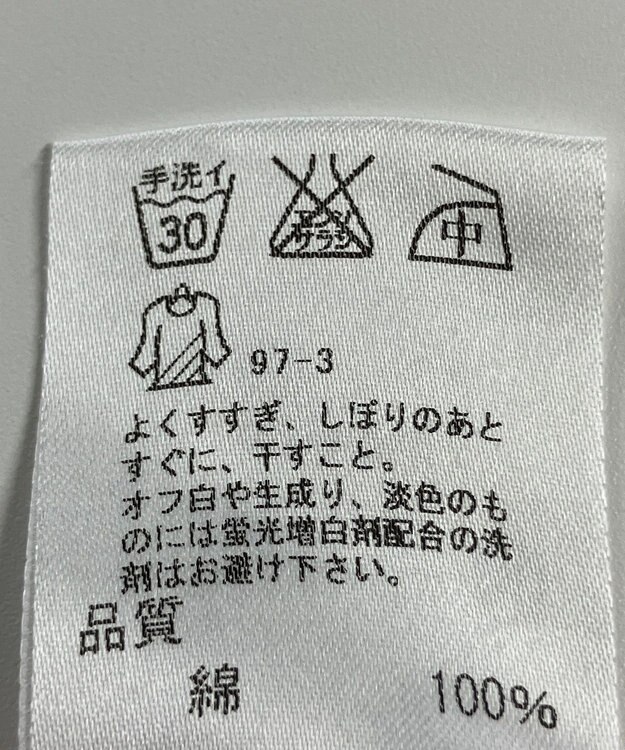 手洗イ
30
エンソ
サラシ
中
97-3
よくすすぎ、しぼりのあと
すぐに、干すこと。
オフ白や生成り、淡色のも
のには蛍光増白剤配合の洗
剤はお避け下さい。
品質
綿 100%